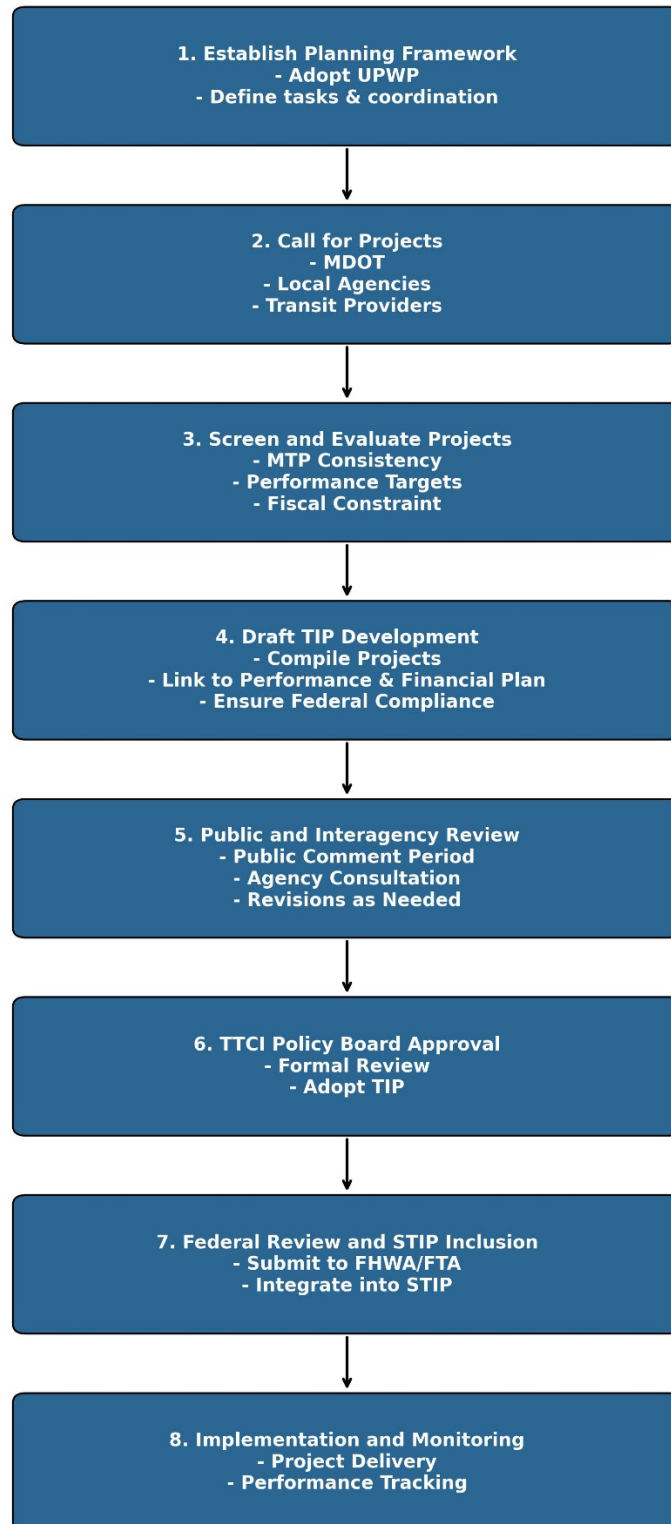 1. Establish Planning Framework
- Adopt UPWP
- Define tasks & coordination
2. Call for Projects
- MDOT
- Local Agencies
- Transit Providers
3. Screen and Evaluate Projects
- MTP Consistency
- Performance Targets
- Fiscal Constraint
4. Draft TIP Development
- Compile Projects
- Link to Performance & Financial Plan
- Ensure Federal Compliance
5. Public and Interagency Review
- Public Comment Period
- Agency Consultation
- Revisions as Needed
6. TTCI Policy Board Approval
- Formal Review
- Adopt TIP
7. Federal Review and STIP Inclusion
- Submit to FHWA/FTA
- Integrate into STIP
8. Implementation and Monitoring
- Project Delivery
- Performance Tracking